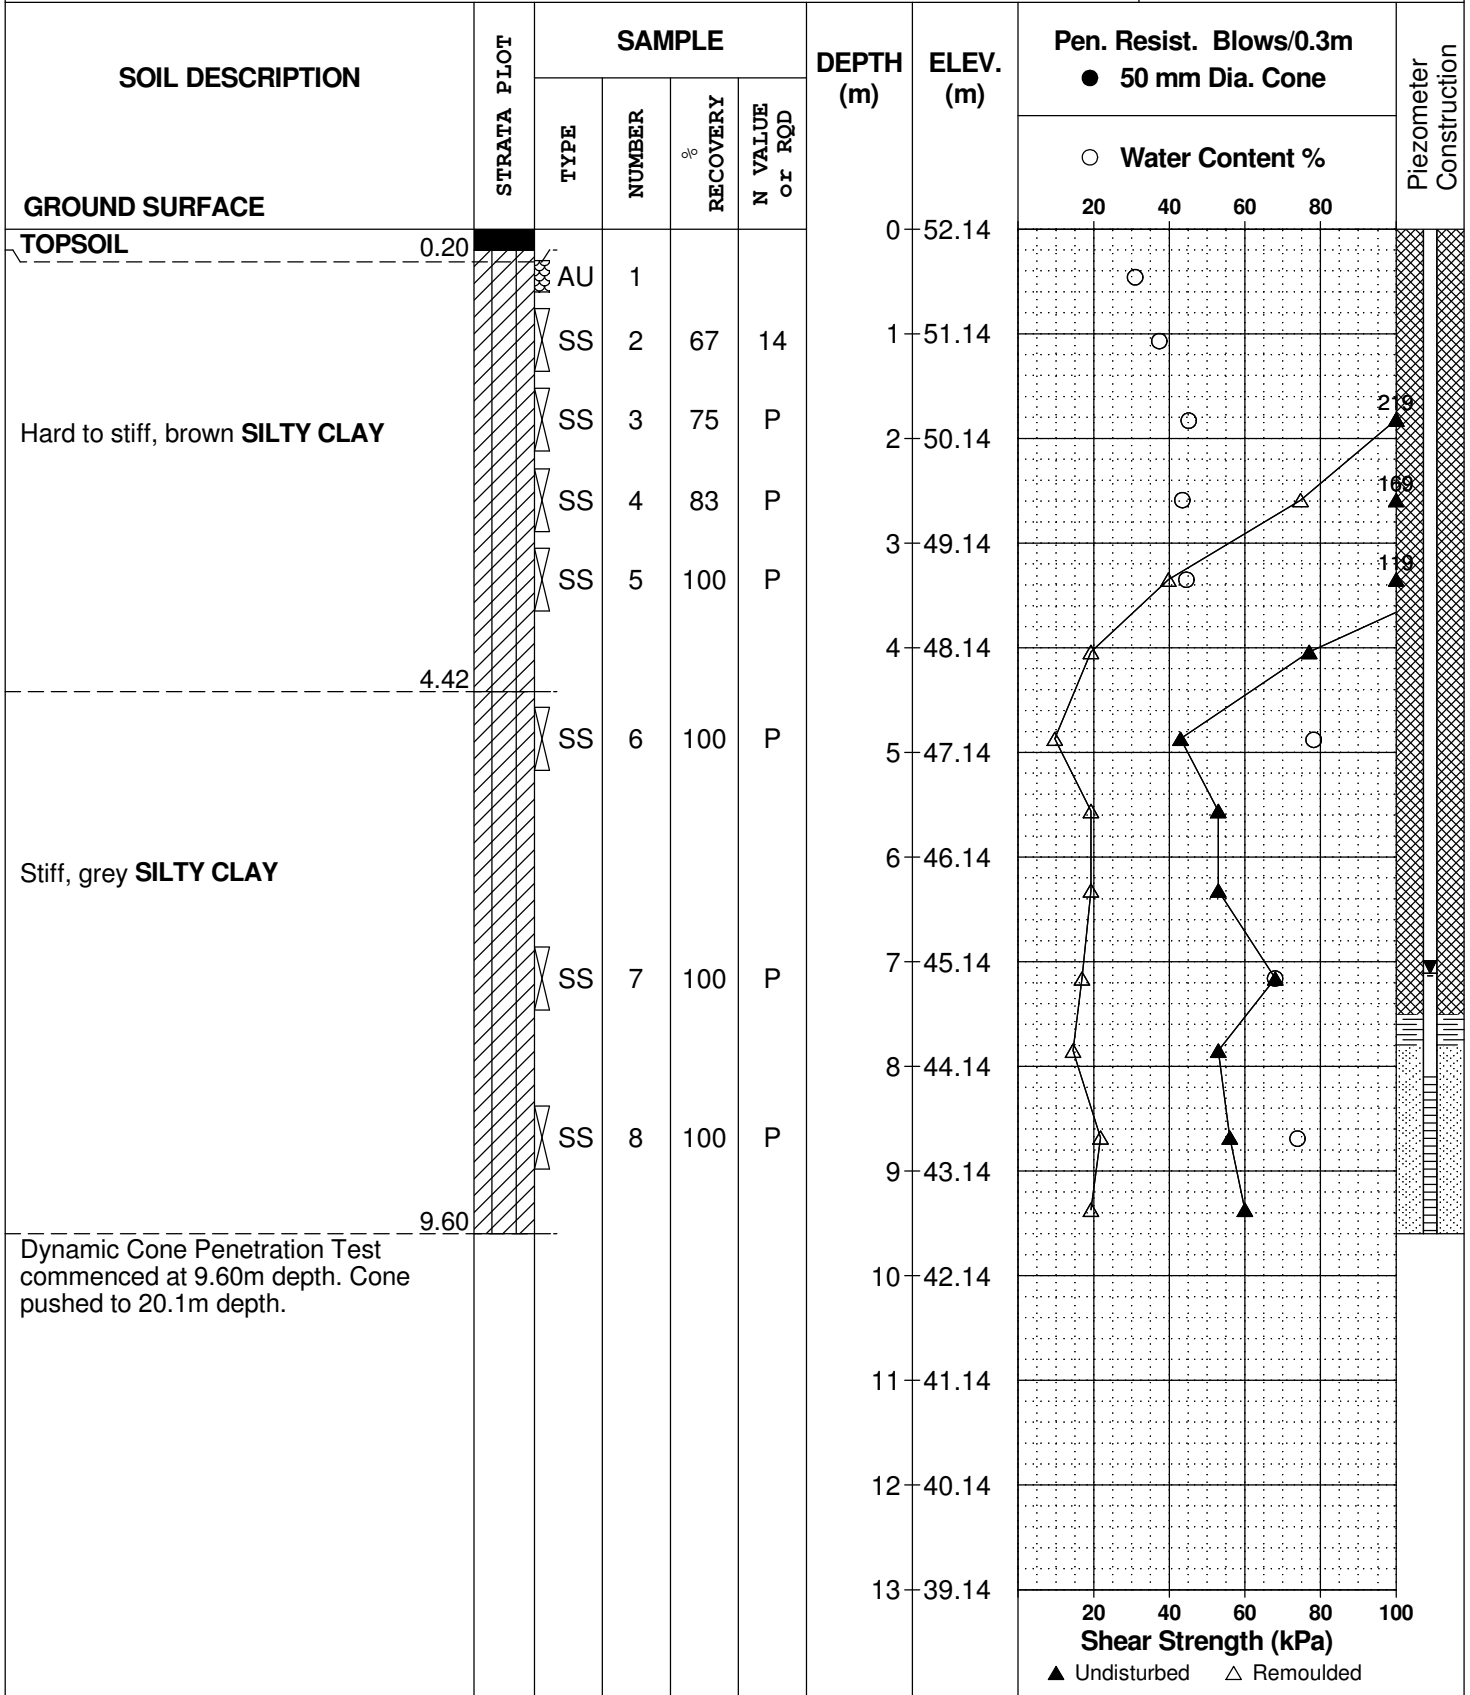 SOIL DESCRIPTION
GROUND SURFACE
STRATA PLOT
SAMPLE
TYPE
NUMBER
% RECOVERY
N VALUE or RQD
DEPTH (m)
ELEV. (m)
Pen. Resist. Blows/0.3m
● 50 mm Dia. Cone
○ Water Content %
20 40 60 80
Piezometer Construction
0 52.14
TOPSOIL 0.20
AU 1
SS 2 67 14
1 51.14
219
SS 3 75 P
Hard to stiff, brown SILTY CLAY
2 50.14
169
SS 4 83 P
3 49.14
119
SS 5 100 P
4 48.14
4.42
SS 6 100 P
5 47.14
6 46.14
Stiff, grey SILTY CLAY
7 45.14
SS 7 100 P
8 44.14
SS 8 100 P
9 43.14
9.60
Dynamic Cone Penetration Test
commenced at 9.60m depth. Cone
pushed to 20.1m depth.
10 42.14
11 41.14
12 40.14
13 39.14
20 40 60 80 100
Shear Strength (kPa)
▲ Undisturbed △ Remoulded